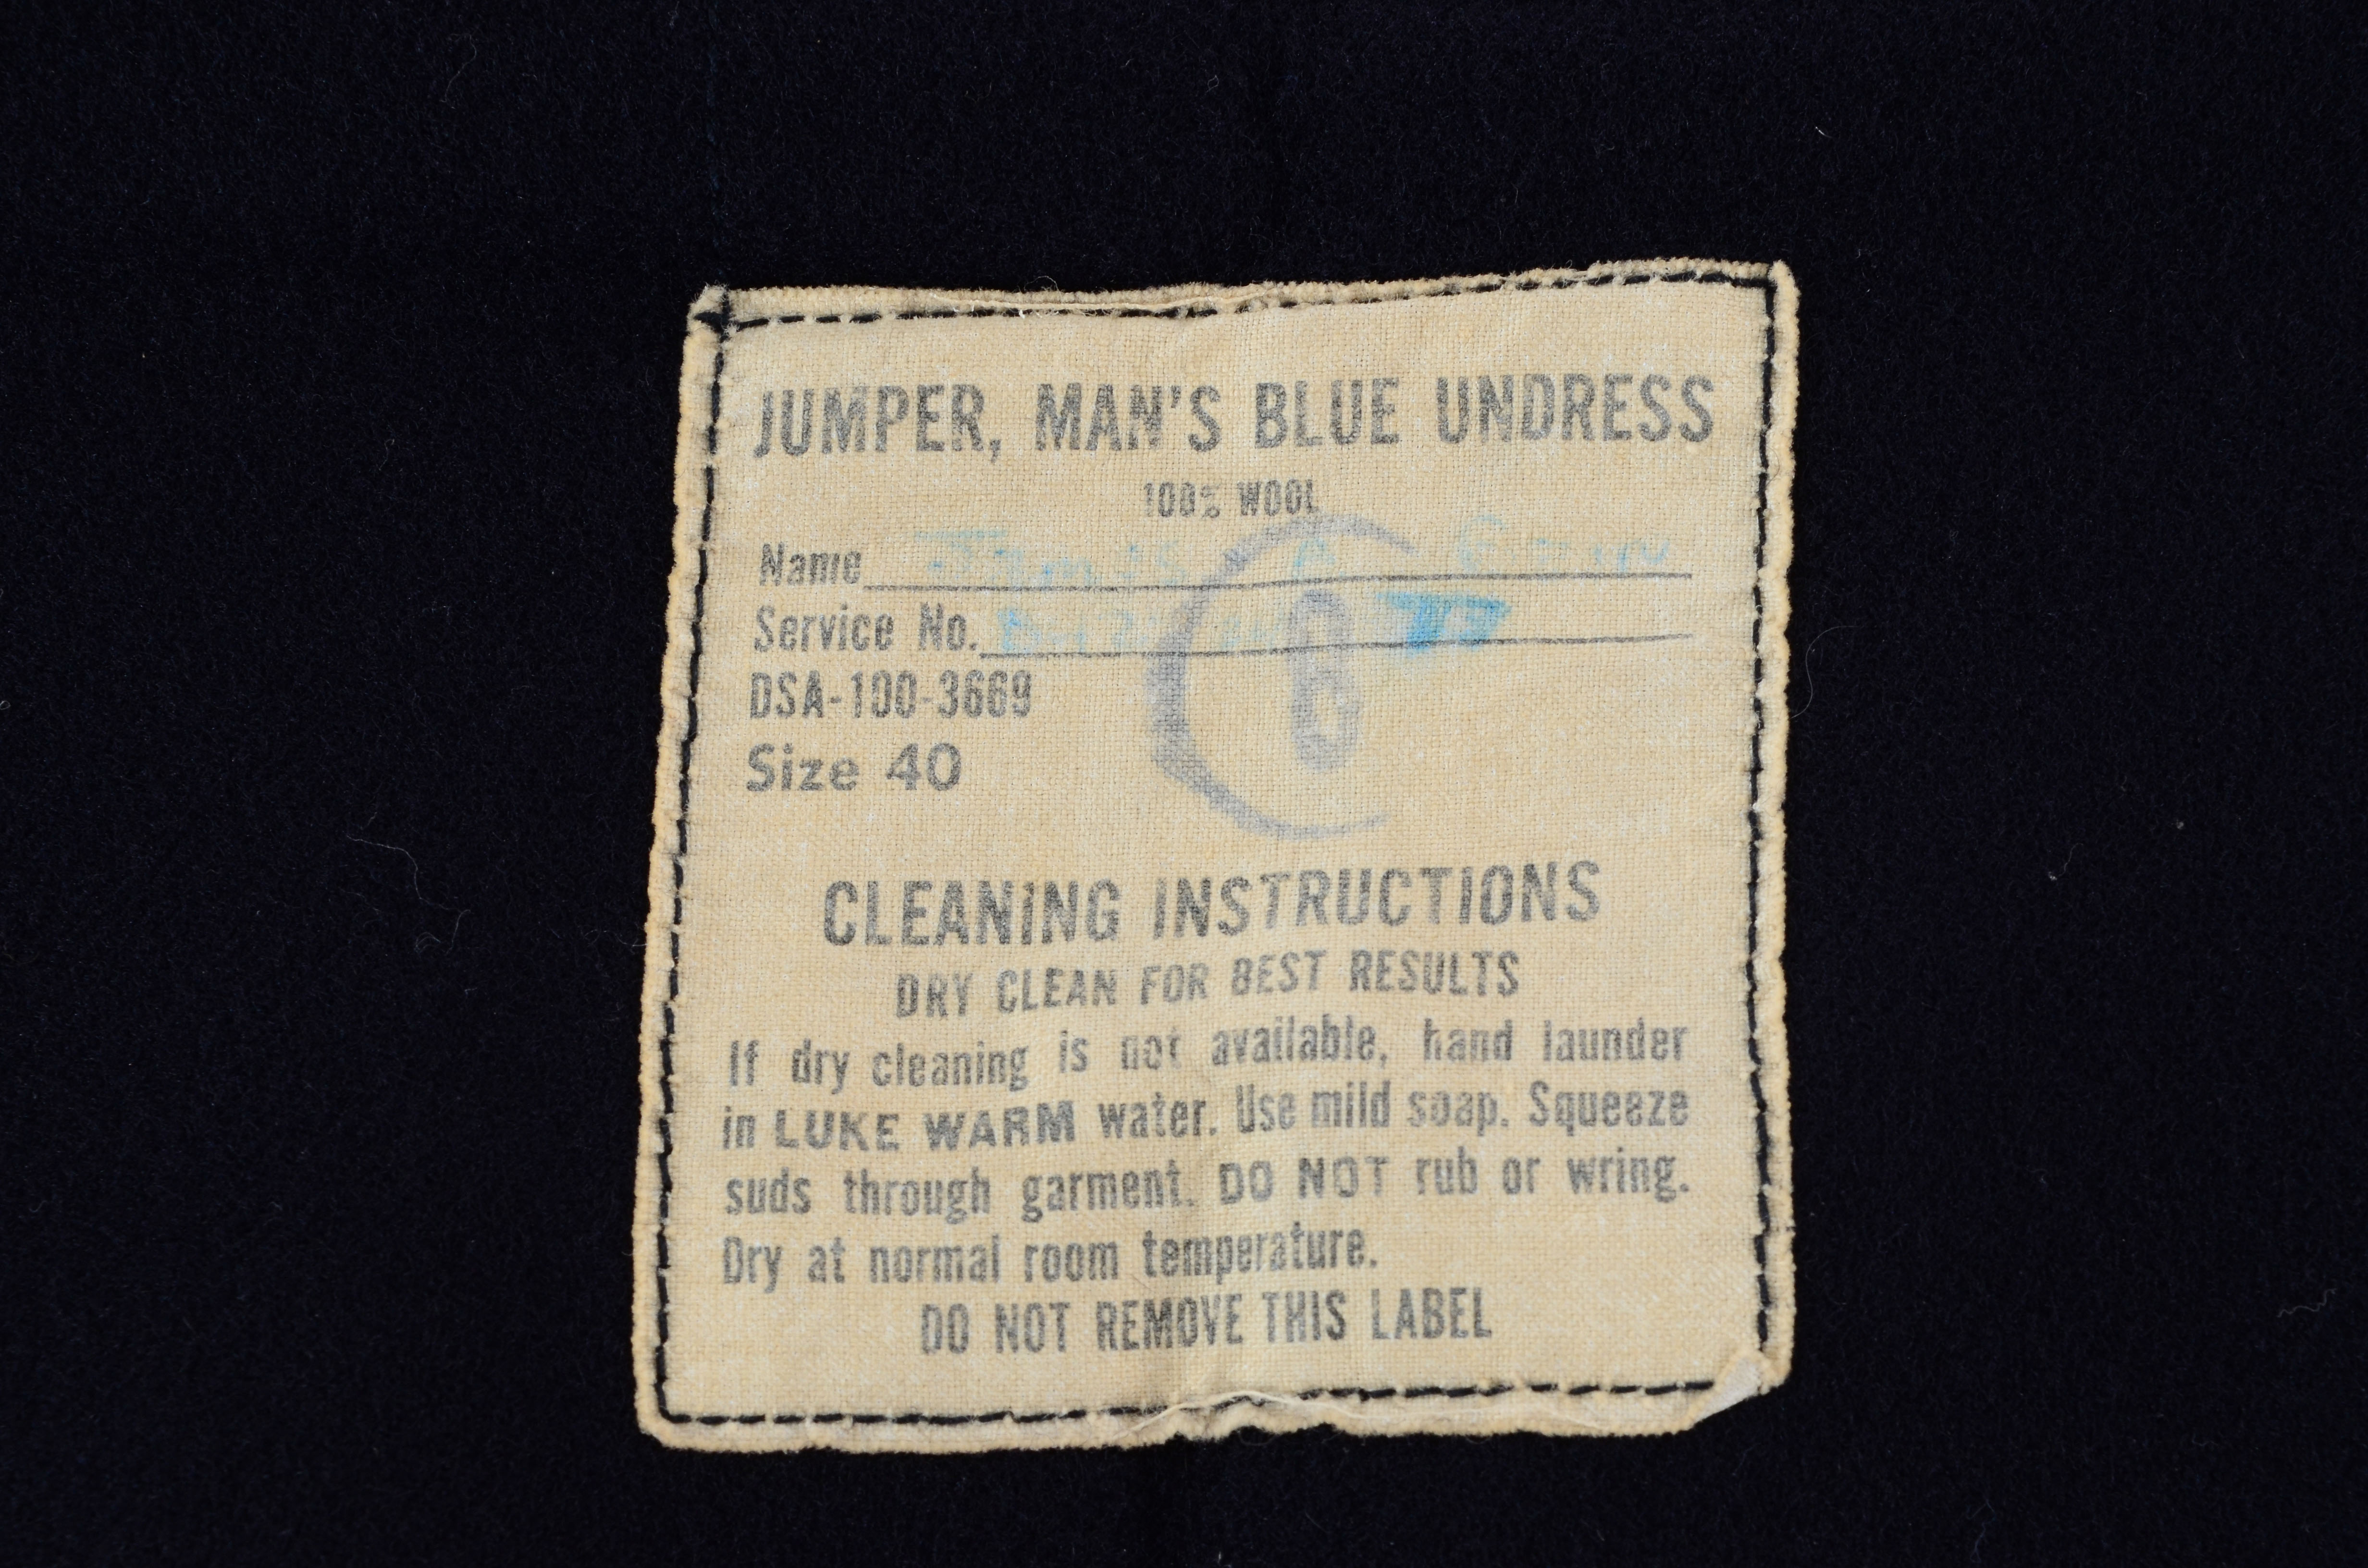 JUMPER, MAN'S BLUE UNDRESS
100% WOOL
Name
Service No.
DSA-100-3669
Size 40
CLEANING INSTRUCTIONS
DRY CLEAN FOR BEST RESULTS
If dry cleaning is not available, hand launder
in LUKE WARM water. Use mild soap. Squeeze
suds through garment. DO NOT rub or wring.
Dry at normal room temperature.
DO NOT REMOVE THIS LABEL